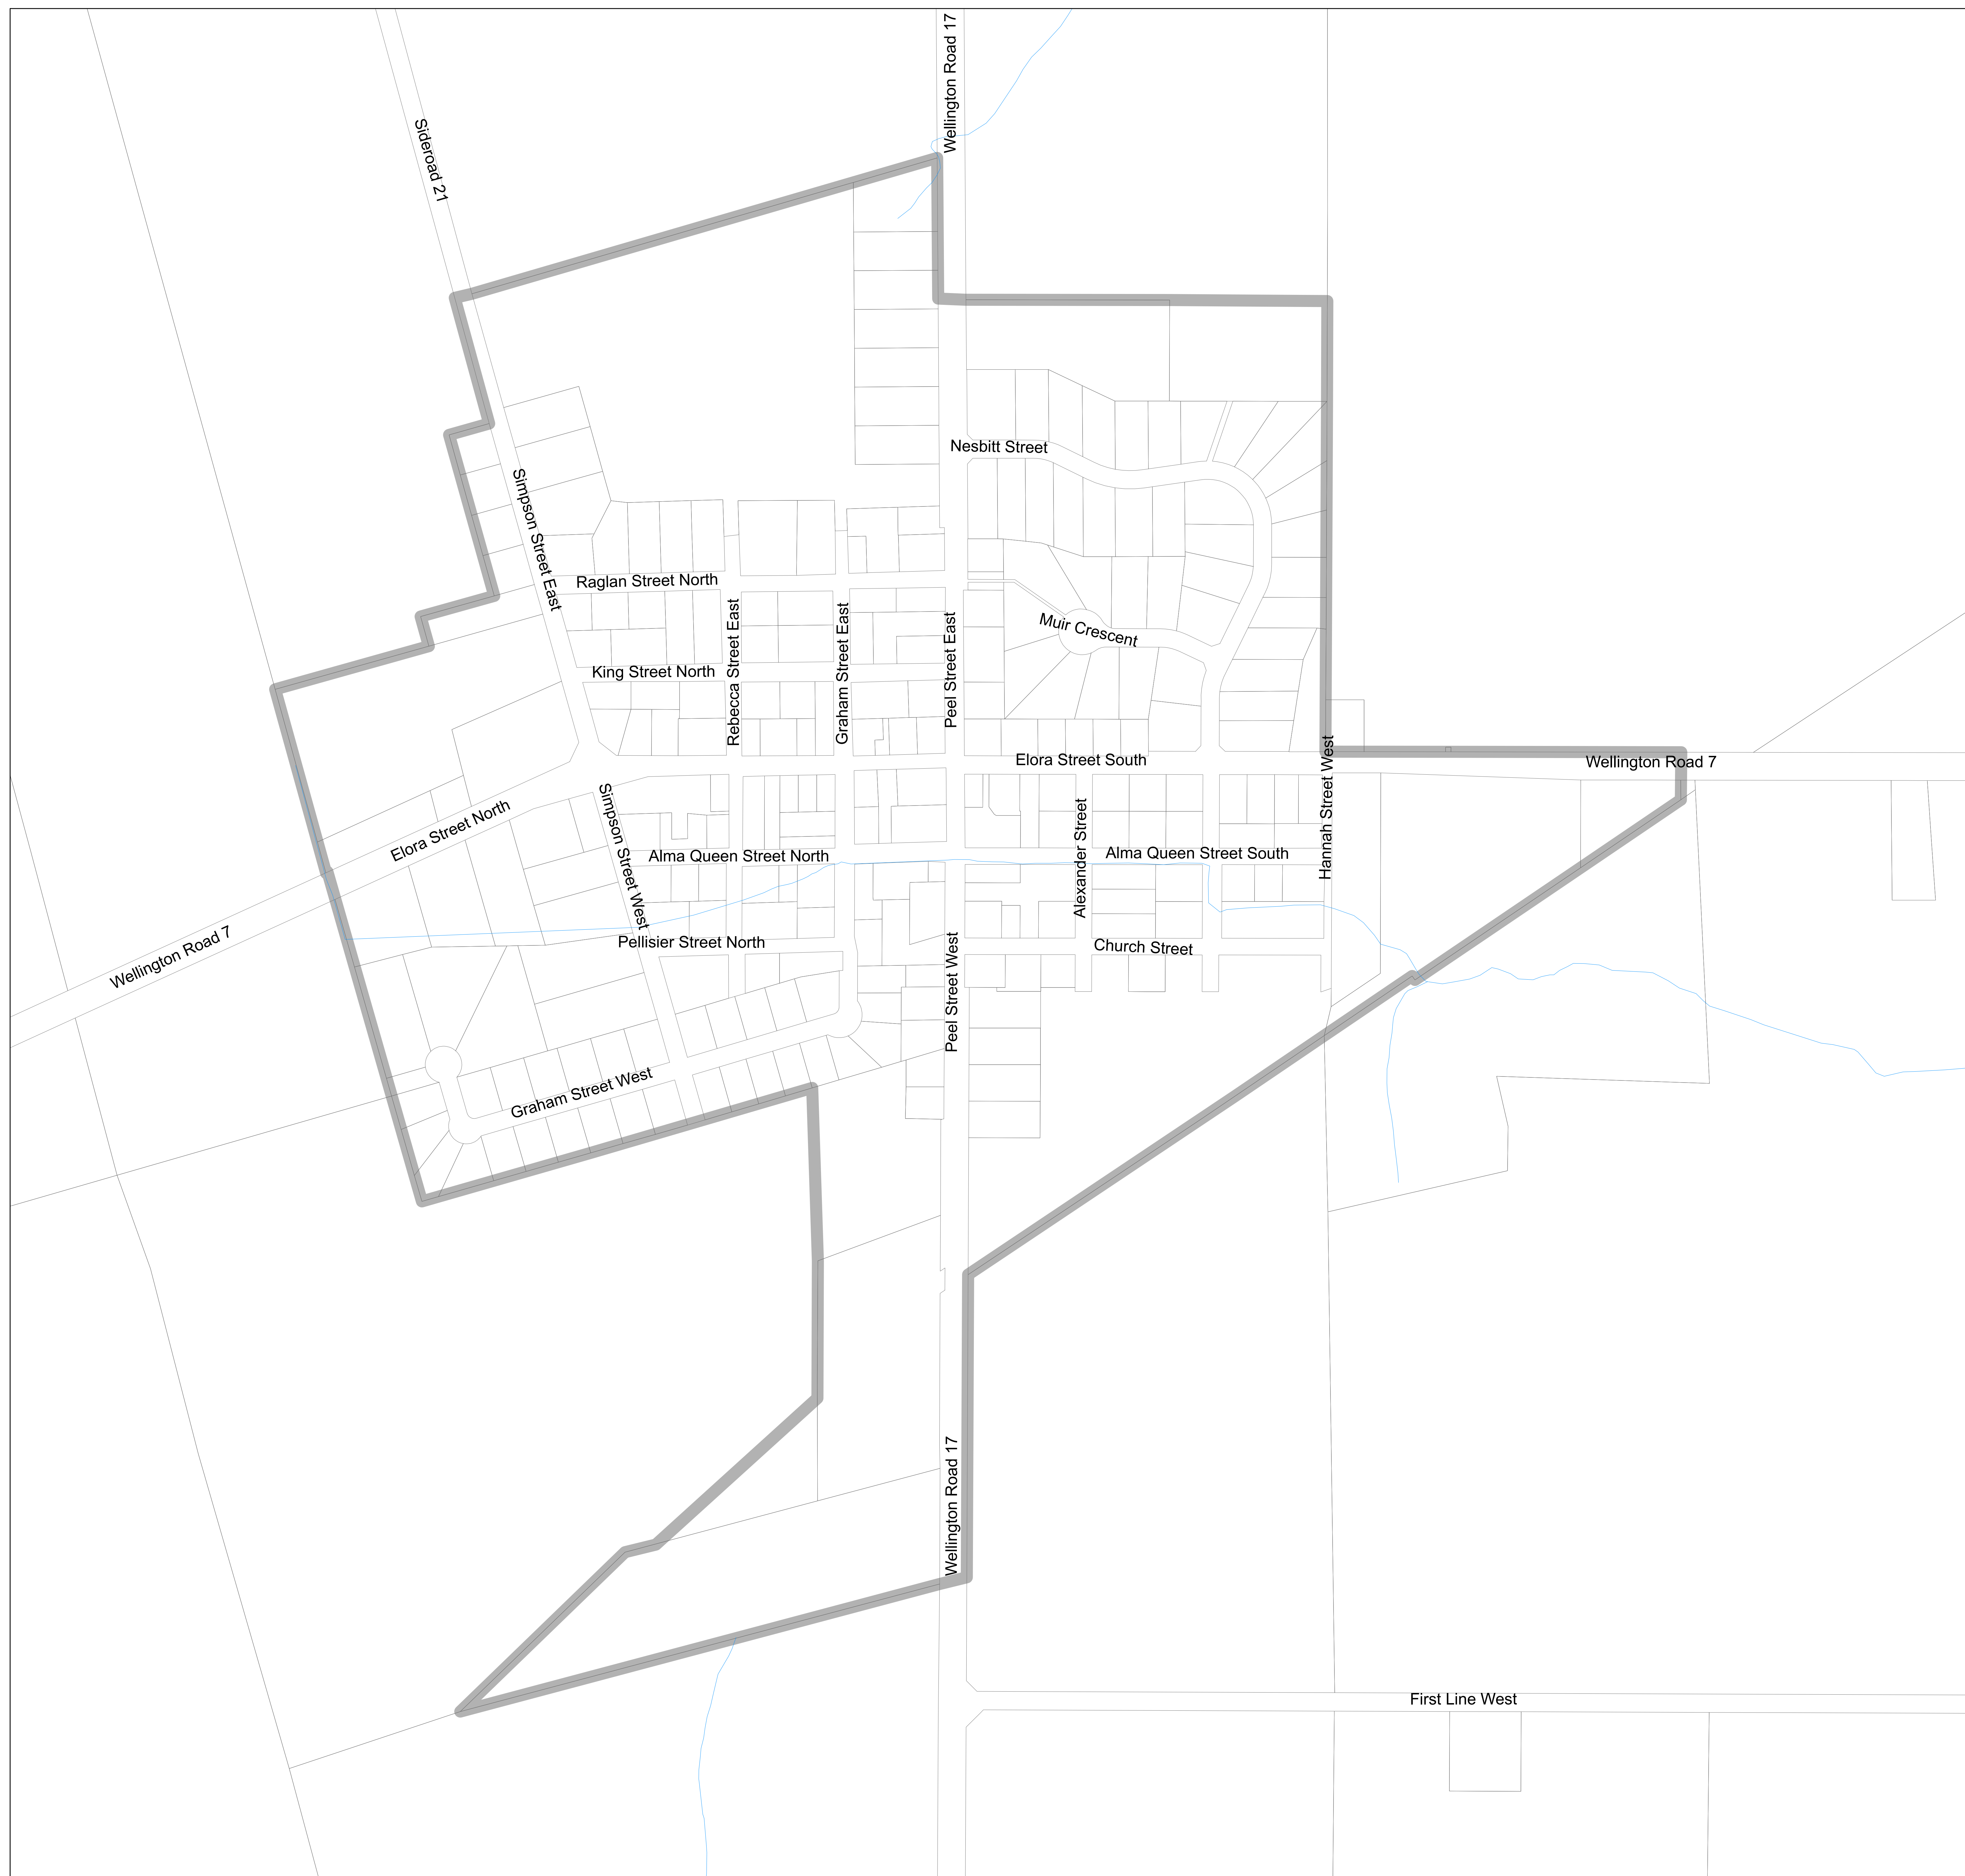 Wellington Road 17
Sideroad 21
Nesbitt Street
Simpson Street East
Raglan Street North
Rebecca Street East
Graham Street East
Peel Street East
Muir Crescent
King Street North
Elora Street South
Hannah Street West
Wellington Road 7
Elora Street North
Simpson Street West
Alma Queen Street North
Alexander Street
Alma Queen Street South
Wellington Road 7
Pellisier Street North
Peel Street West
Church Street
Graham Street West
Wellington Road 17
First Line West